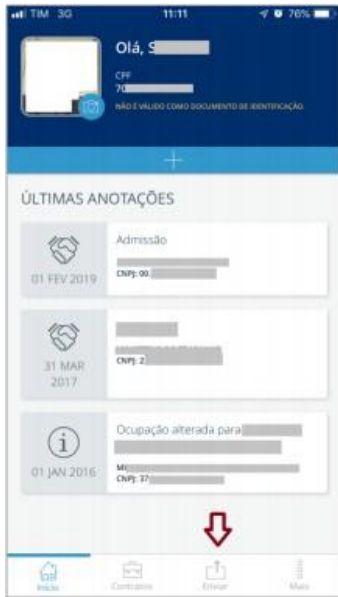 TIM 3G 11:11 76%
Olá, S
CPF
70
NÃO É VÁLIDO COMO DOCUMENTO DE IDENTIFICAÇÃO
ÚLTIMAS ANOTAÇÕES
Admissão
CNPJ: 00.
01 FEV 2019
CNPJ: 2
31 MAR
2017
Ocupação alterada para
M
CNPJ: 37
01 JAN 2016
Início Contratos Enviar Mais